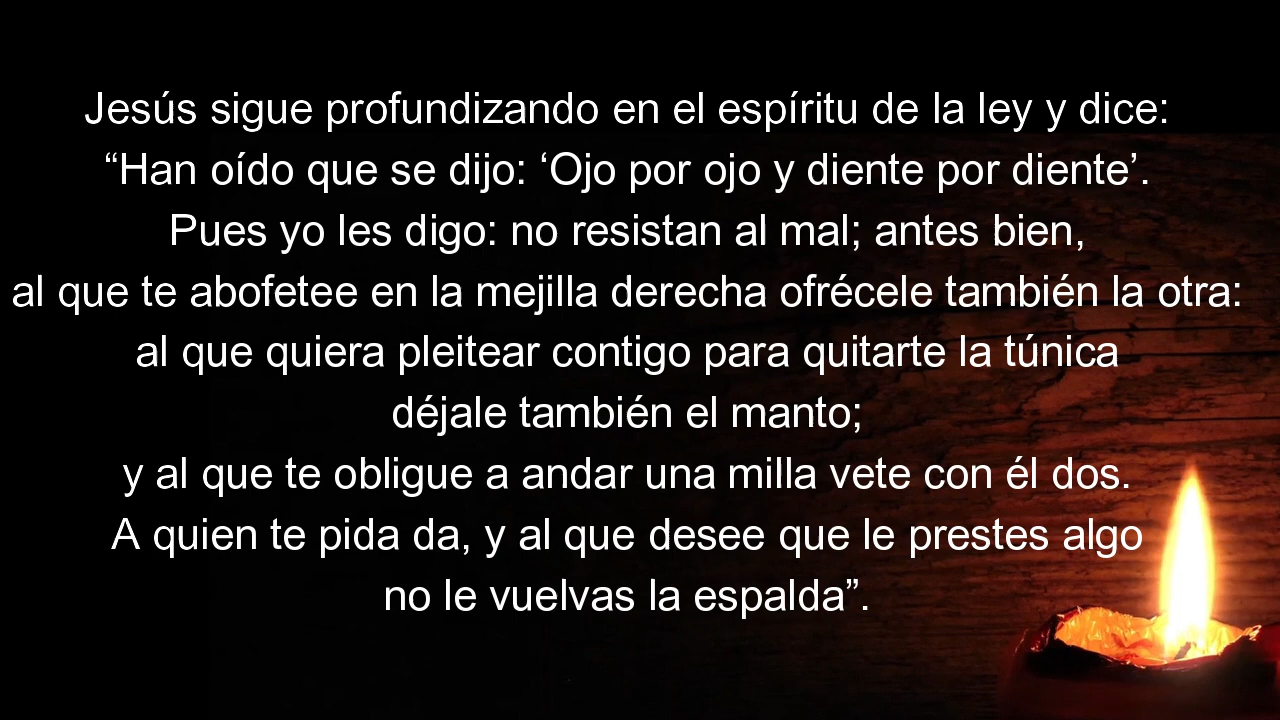 Jesús sigue profundizando en el espíritu de la ley y dice:
“Han oído que se dijo: ‘Ojo por ojo y diente por diente’.
Pues yo les digo: no resistan al mal; antes bien,
al que te abofetee en la mejilla derecha ofrécele también la otra:
al que quiera pleitear contigo para quitarte la túnica
déjale también el manto;
y al que te obligue a andar una milla vete con él dos.
A quien te pida da, y al que desee que le prestes algo
no le vuelvas la espalda”.